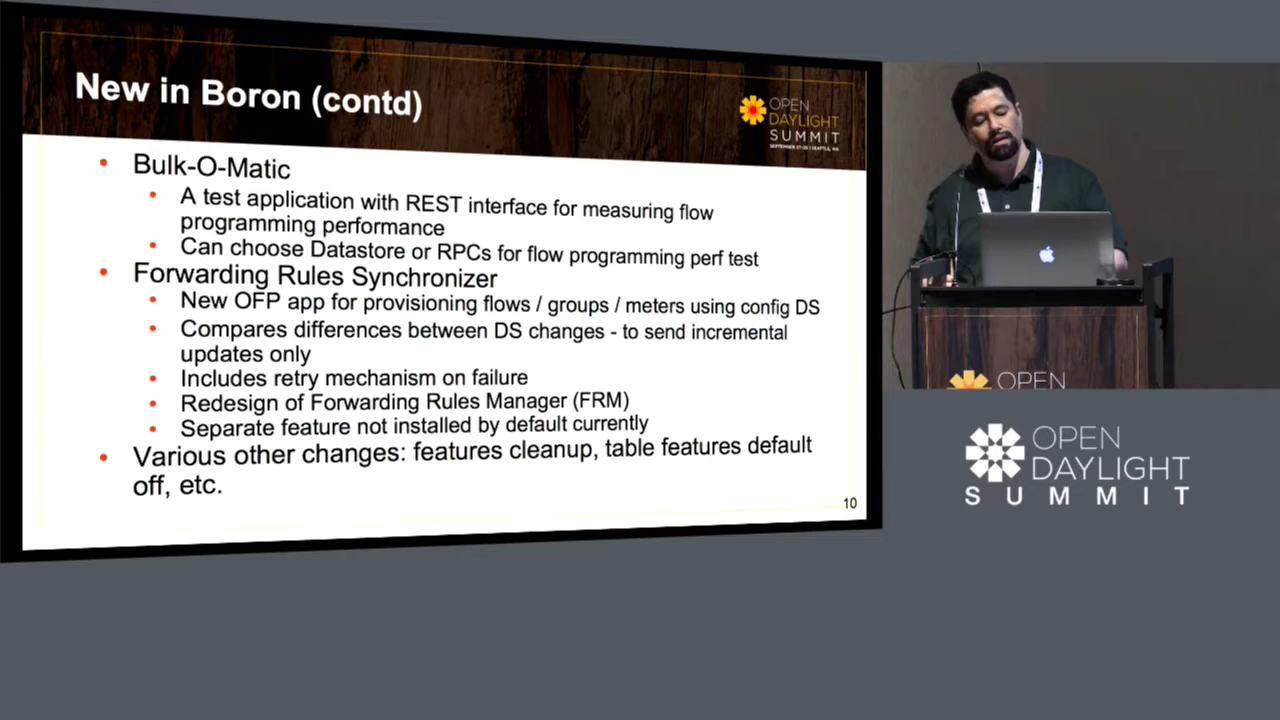 New in Boron (contd)
OPEN
DAYLIGHT
SUMMIT
• Bulk-O-Matic
• A test application with REST interface for measuring flow
programming performance
• Can choose Datastore or RPCs for flow programming perf test
• Forwarding Rules Synchronizer
• New OFP app for provisioning flows / groups / meters using config DS
• Compares differences between DS changes - to send incremental
updates only
• Includes retry mechanism on failure
• Redesign of Forwarding Rules Manager (FRM)
• Separate feature not installed by default currently
• Various other changes: features cleanup, table features default
off, etc.
10
OPEN
OPEN
DAYLIGHT
SUMMIT